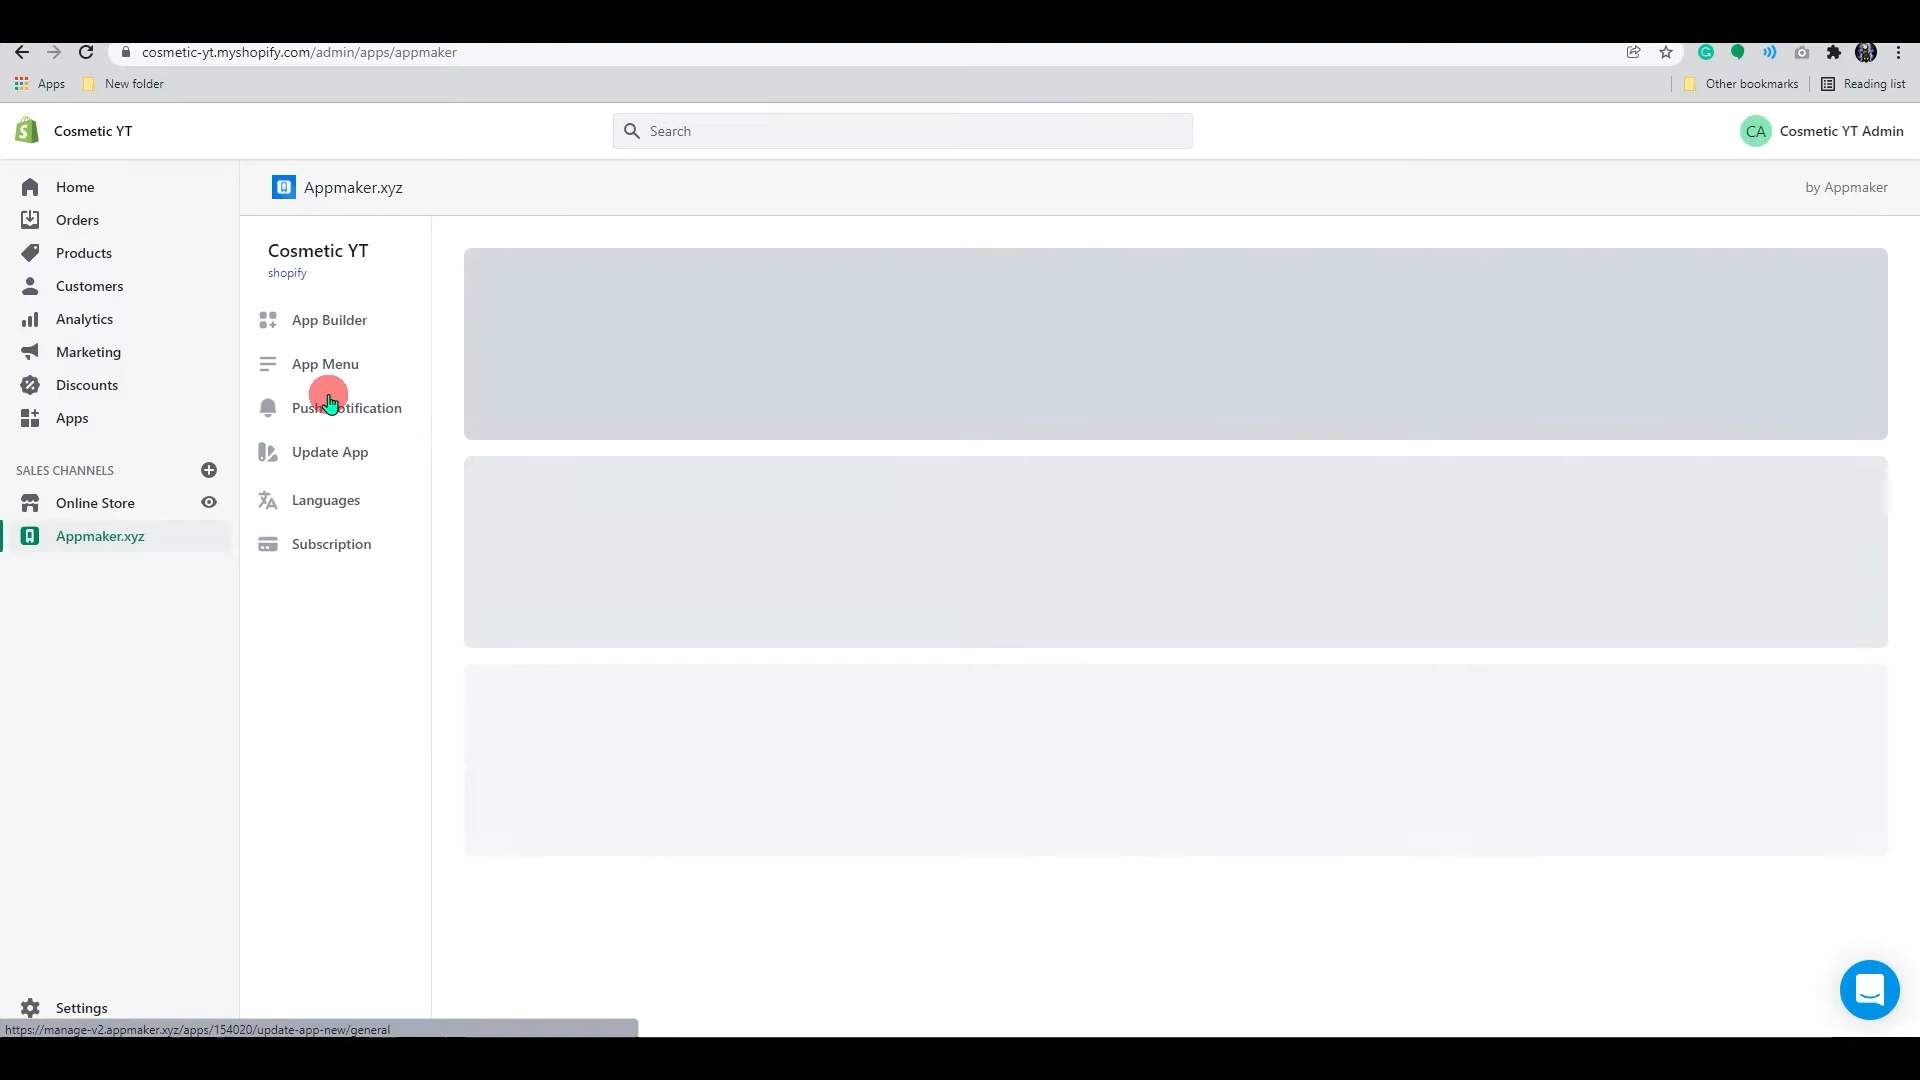 cosmetic-yt.myshopify.com/admin/apps/appmaker
Apps
New folder
Other bookmarks
Reading list
Cosmetic YT
Search
CA
Cosmetic YT Admin
Home
Orders
Products
Customers
Analytics
Marketing
Discounts
Apps
SALES CHANNELS
Online Store
Appmaker.xyz
Settings
Appmaker.xyz
by Appmaker
Cosmetic YT
shopify
App Builder
App Menu
Push Notification
Update App
Languages
Subscription
https://manage-v2.appmaker.xyz/apps/154020/update-app-new/general